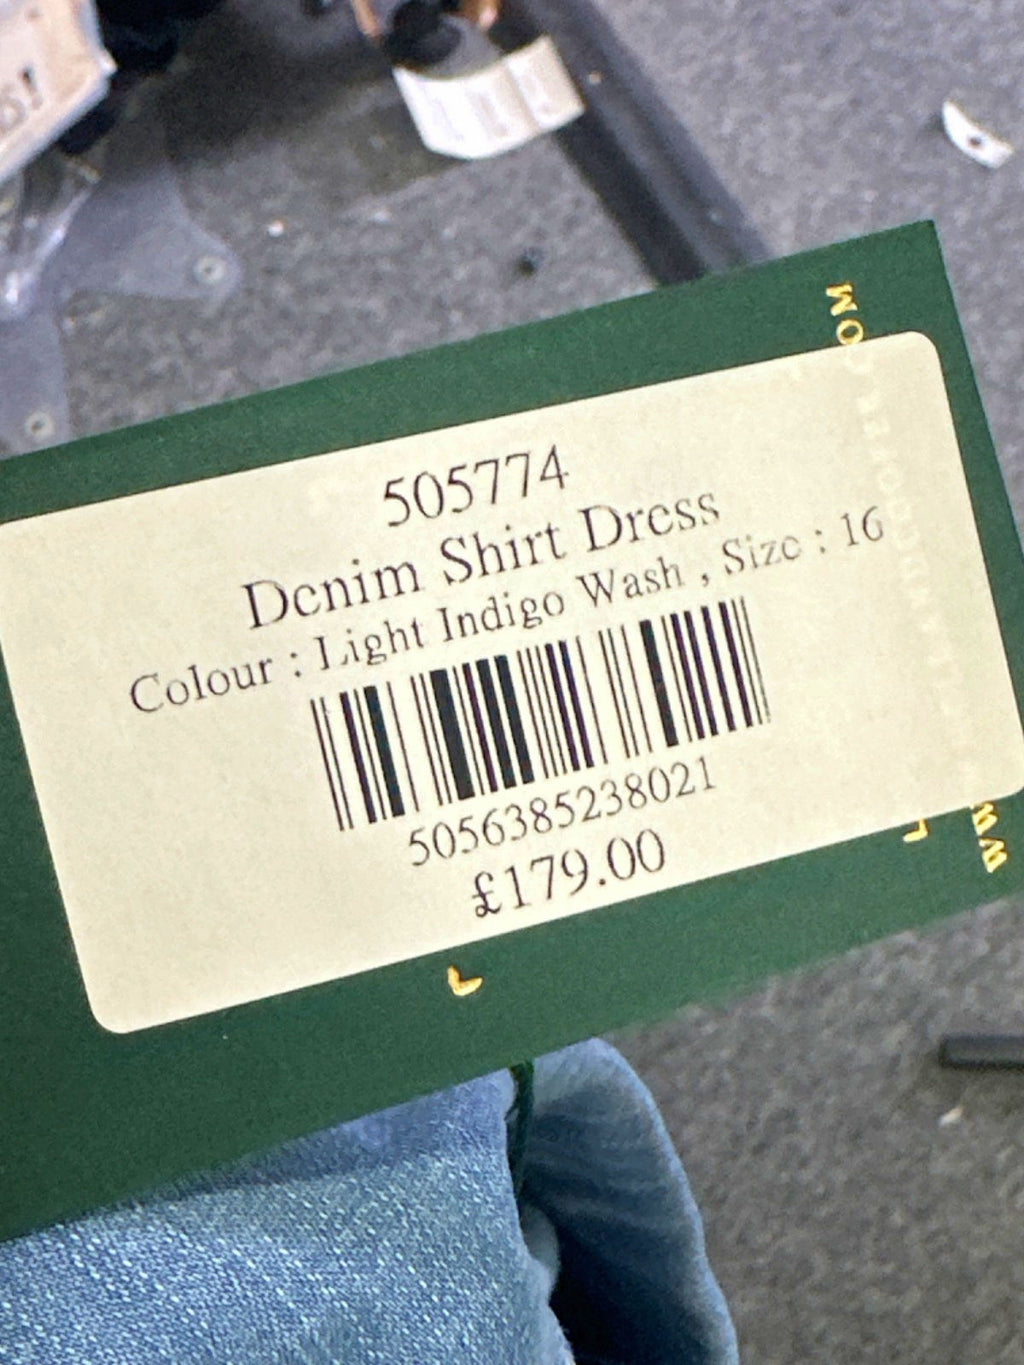 505774
Denim Shirt Dress
Colour : Light Indigo Wash , Size : 16
5056385238021
£179.00